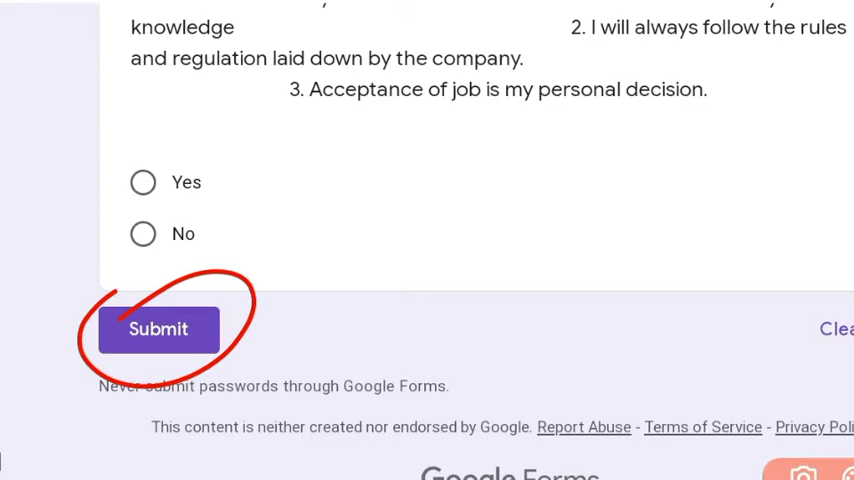 knowledge 2. I will always follow the rules
and regulation laid down by the company.
3. Acceptance of job is my personal decision.
Yes
No
Submit
Never submit passwords through Google Forms.
This content is neither created nor endorsed by Google. Report Abuse - Terms of Service - Privacy
Google Forms